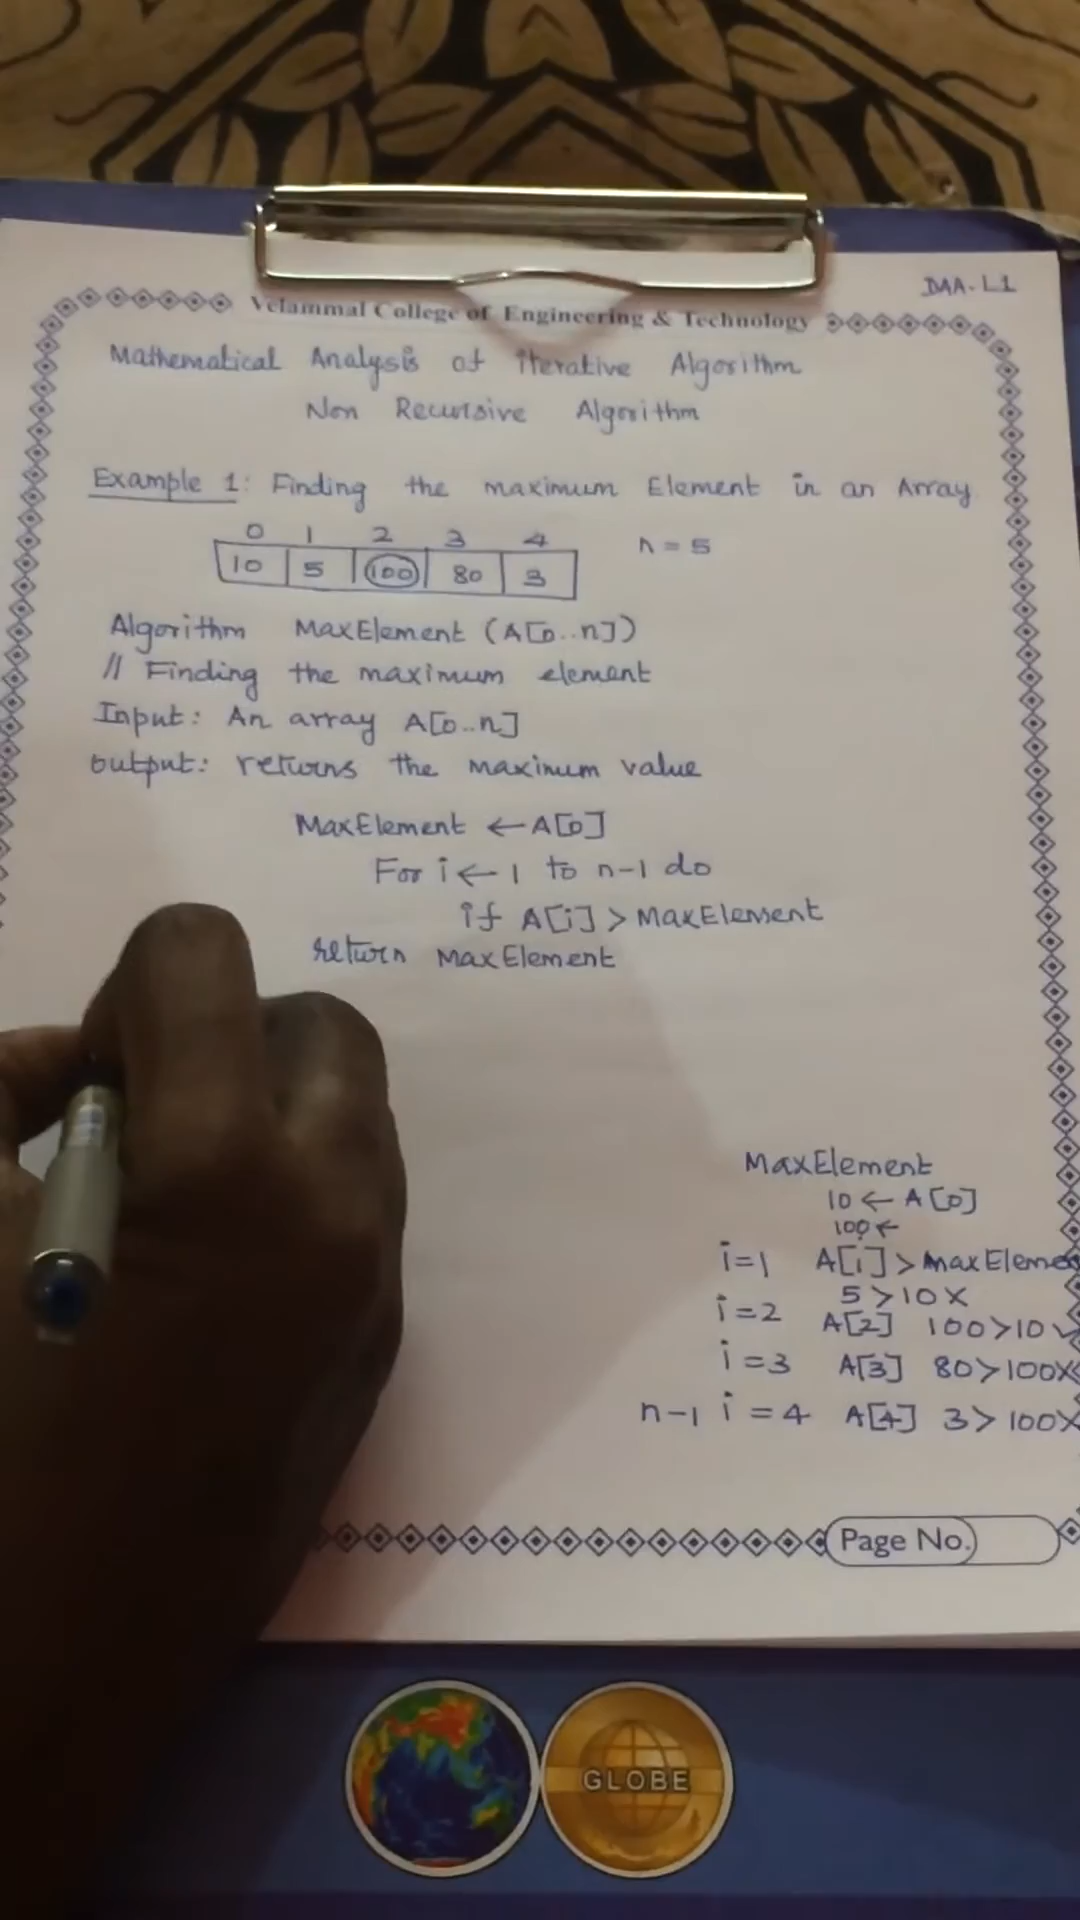 DAA-L1
Velammal College of Engineering & Technology
Mathematical Analysis of iterative Algorithm
Non Recursive Algorithm
Example 1: Finding the maximum Element in an Array
0 1 2 3 4
n = 5
10 5 100 80 3
Algorithm MaxElement (A[0..n])
// Finding the maximum element
Input: An array A[0..n]
output: returns the maximum value
MaxElement ← A[0]
For i ← 1 to n-1 do
if A[i] > MaxElement
return MaxElement
MaxElement
10 ← A[0]
100 ←
i=1 A[i] > MaxEleme
5 > 10 X
i=2 A[2] 100>10 ✓
i=3 A[3] 80>100X
n-1 i=4 A[4] 3>100X
Page No.
GLOBE